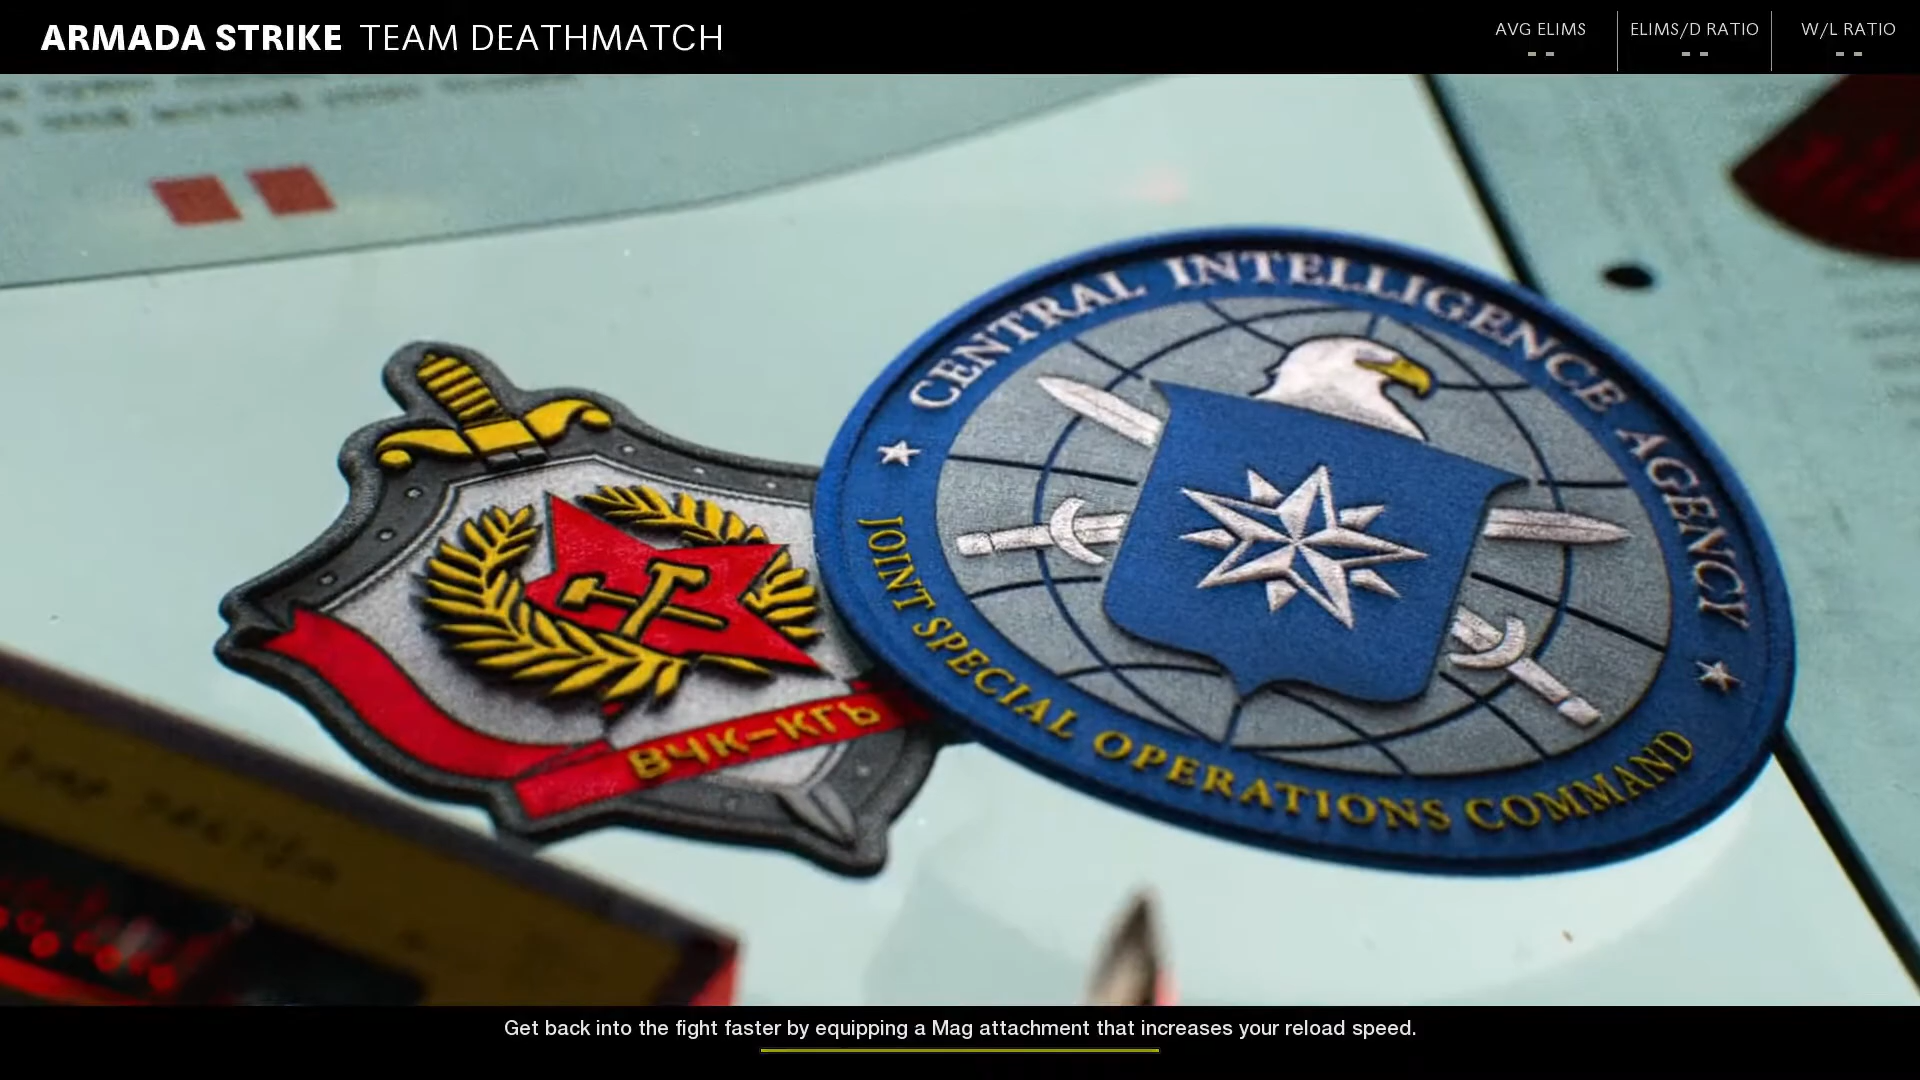 ARMADA STRIKE TEAM DEATHMATCH
AVG ELIMS
--
ELIMS/D RATIO
--
W/L RATIO
--
CENTRAL INTELLIGENCE AGENCY
JOINT SPECIAL OPERATIONS COMMAND
ВЧК–КГЬ
Get back into the fight faster by equipping a Mag attachment that increases your reload speed.